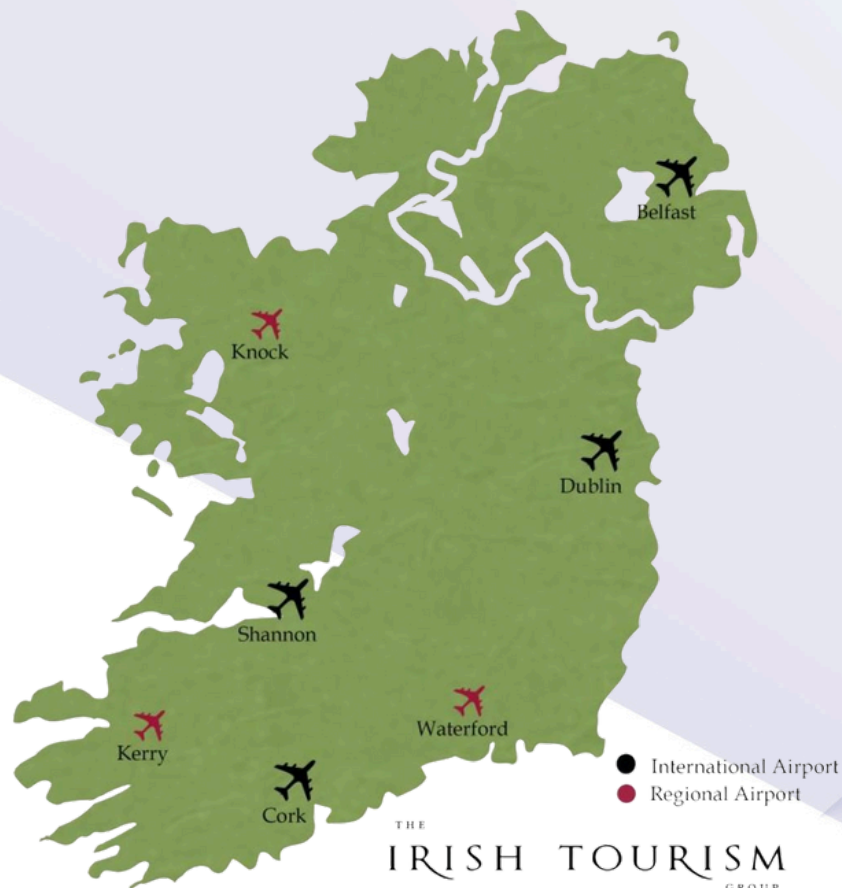 Belfast
Knock
Dublin
Shannon
Waterford
Kerry
Cork
International Airport
Regional Airport
THE
IRISH TOURISM
GROUP